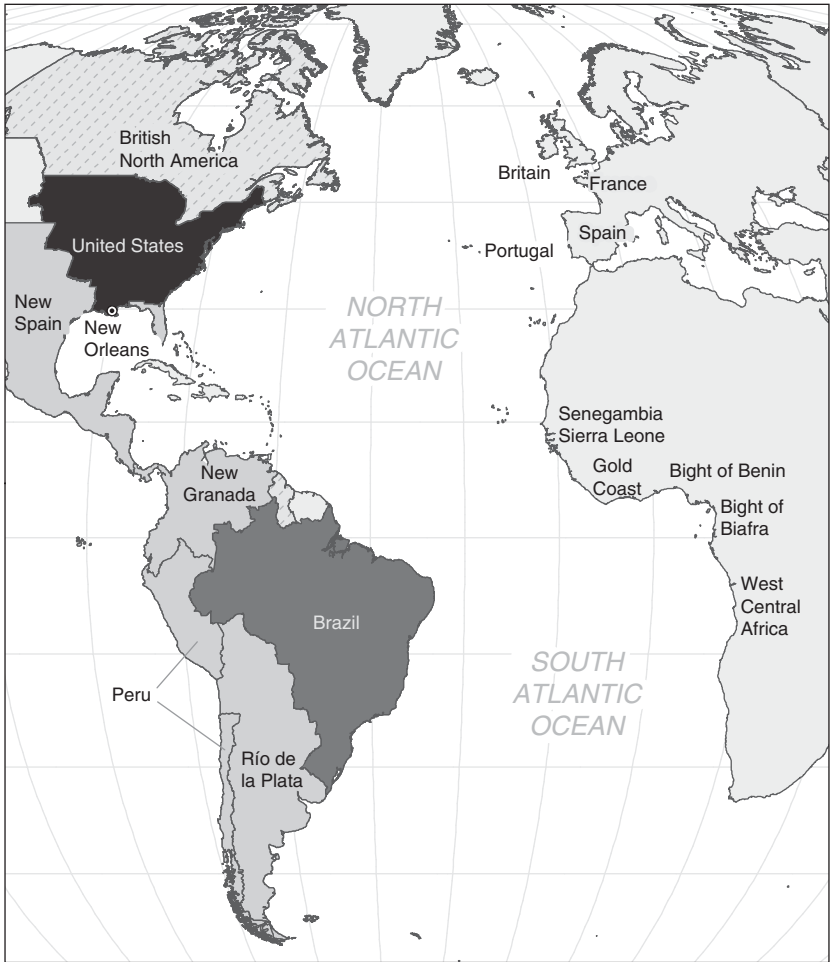 British
North America
Britain
France
United States
Portugal
Spain
New
Spain
New
Orleans
NORTH
ATLANTIC
OCEAN
Senegambia
Sierra Leone
Gold
Coast
Bight of Benin
New
Granada
Bight of
Biafra
West
Central
Africa
Brazil
SOUTH
ATLANTIC
OCEAN
Peru
Río de
la Plata